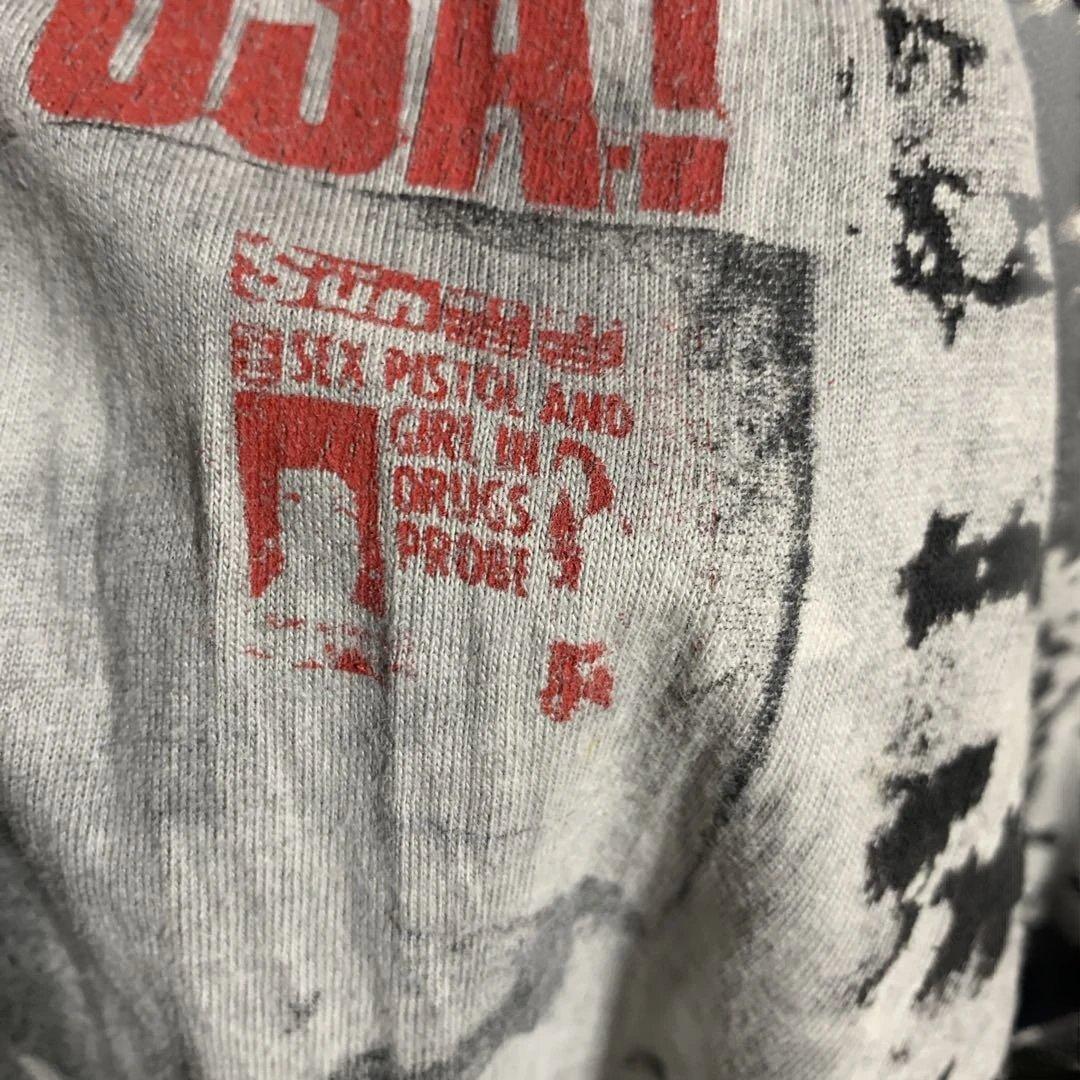 USA!
SEX PISTOL AND
GIRL IN
DRUGS
PROBE